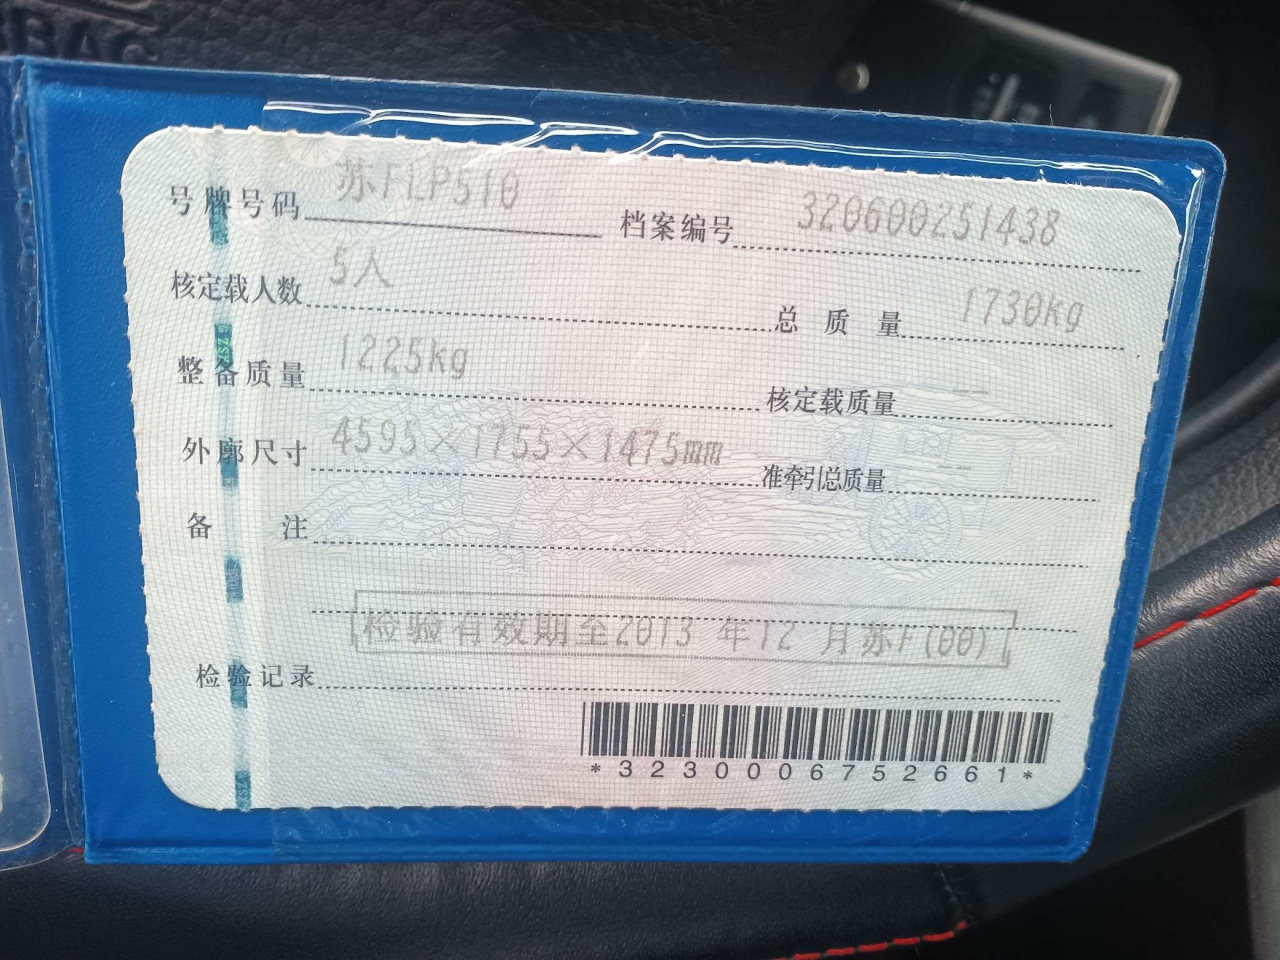 BAG
号牌号码 苏FLP510 档案编号 320600251438
核定载人数 5人 总质量 1730kg
整备质量 1225kg 核定载质量 --
外廓尺寸 4595×1755×1475mm 准牵引总质量 --
备注
检验有效期至2013 年12 月苏F(00)
检验记录
*3230006752661*